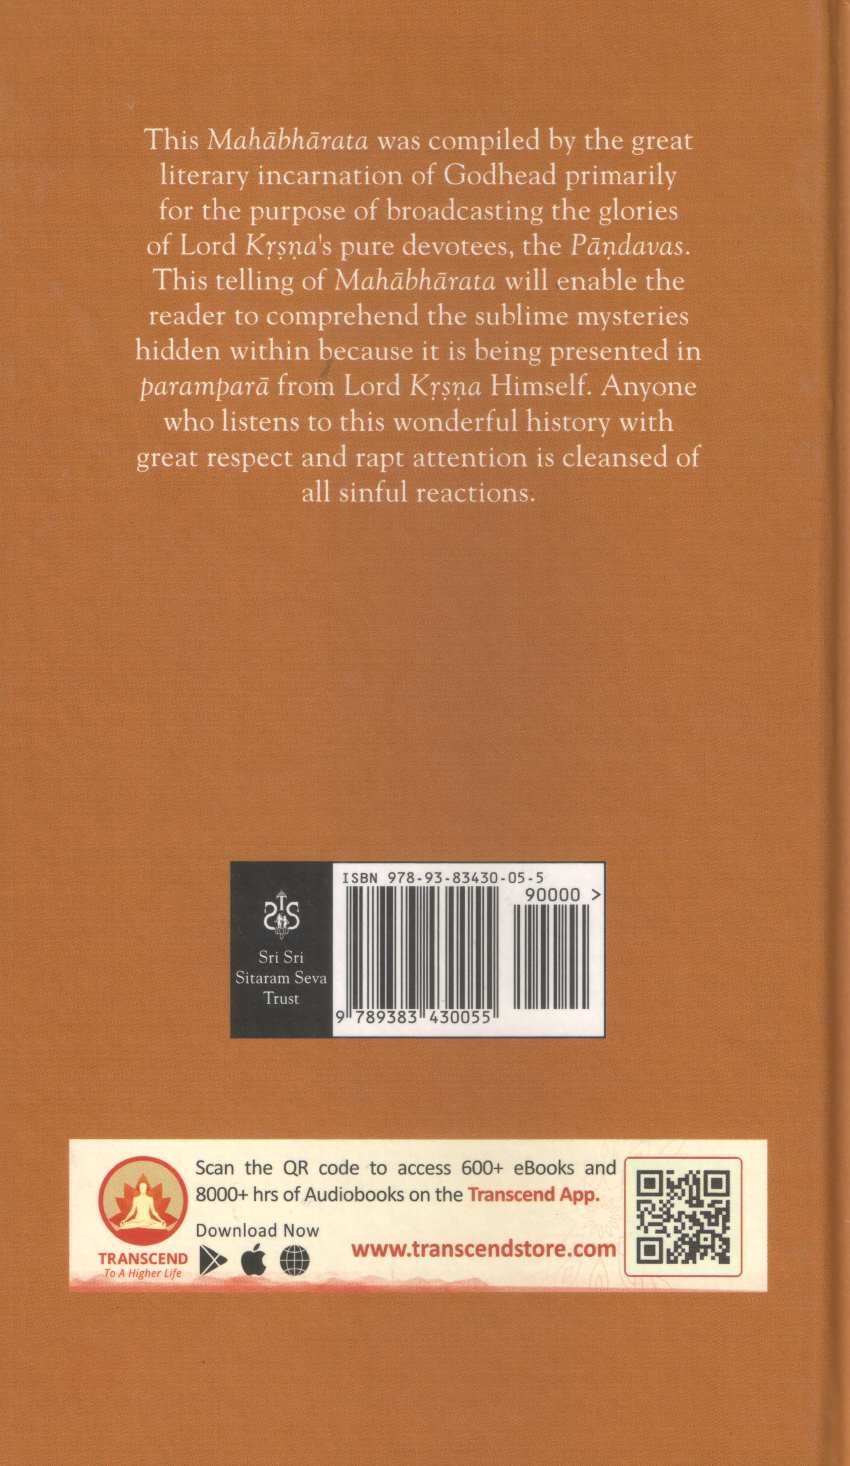 This Mahābhārata was compiled by the great
literary incarnation of Godhead primarily
for the purpose of broadcasting the glories
of Lord Kṛṣṇa's pure devotees, the Pāṇḍavas.
This telling of Mahābhārata will enable the
reader to comprehend the sublime mysteries
hidden within because it is being presented in
paramparā from Lord Kṛṣṇa Himself. Anyone
who listens to this wonderful history with
great respect and rapt attention is cleansed of
all sinful reactions.
STS
Sri Sri
Sitaram Seva
Trust
ISBN 978-93-83430-05-5
90000 >
9 789383 430055
Scan the QR code to access 600+ eBooks and
8000+ hrs of Audiobooks on the Transcend App.
Download Now
www.transcendstore.com
TRANSCEND
To A Higher Life